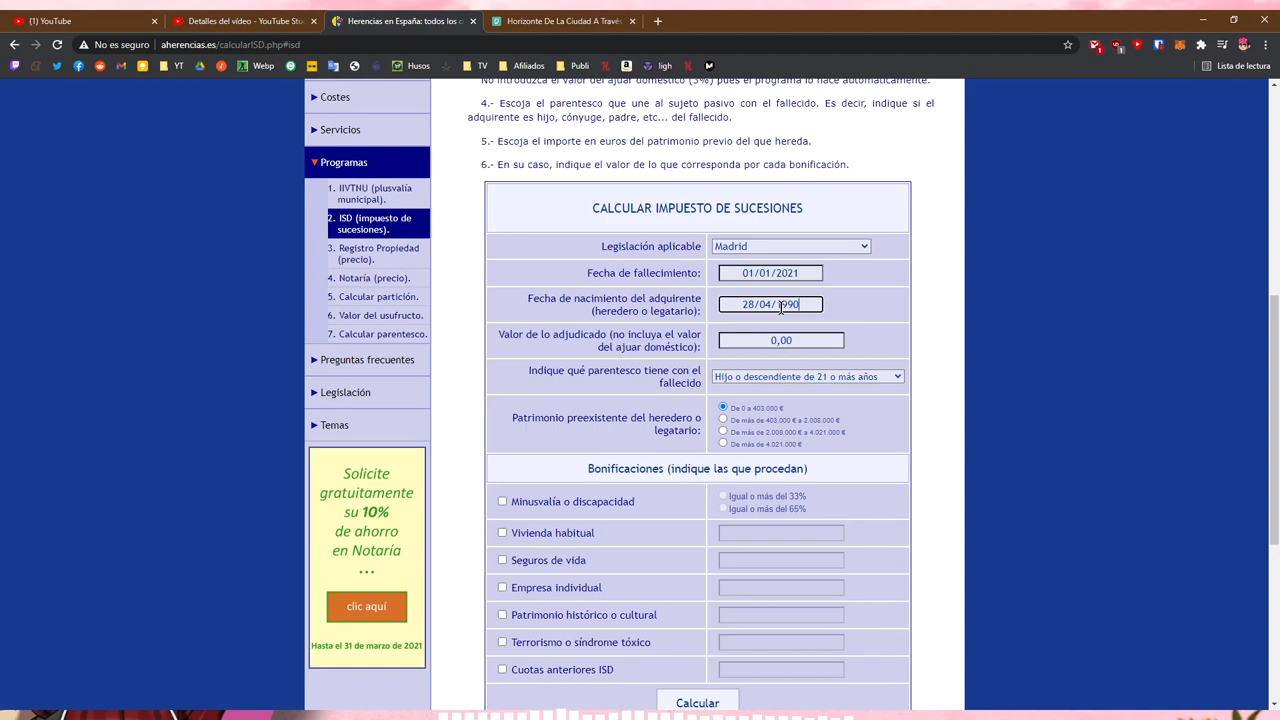 (1) YouTube
Detalles del vídeo - YouTube Stu
Herencias en España: todos los c
Horizonte De La Ciudad A Través
No es seguro
aherencias.es/calcularISD.php#isd
YT
Webp
Husos
TV
Afiliados
Publi
ligh
Lista de lectura
No introduzca el valor del ajuar doméstico (3%) pues el programa lo hace automáticamente.
4.- Escoja el parentesco que une al sujeto pasivo con el fallecido. Es decir, indique si el
adquirente es hijo, cónyuge, padre, etc... del fallecido.
5.- Escoja el importe en euros del patrimonio previo del que hereda.
6.- En su caso, indique el valor de lo que corresponda por cada bonificación.
Costes
Servicios
Programas
1. IIVTNU (plusvalía
municipal).
2. ISD (impuesto de
sucesiones).
3. Registro Propiedad
(precio).
4. Notaría (precio).
5. Calcular partición.
6. Valor del usufructo.
7. Calcular parentesco.
Preguntas frecuentes
Legislación
Temas
Solicite
gratuitamente
su 10%
de ahorro
en Notaría
...
clic aquí
Hasta el 31 de marzo de 2021
CALCULAR IMPUESTO DE SUCESIONES
Legislación aplicable
Madrid
Fecha de fallecimiento:
01/01/2021
Fecha de nacimiento del adquirente
(heredero o legatario):
28/04/1990
Valor de lo adjudicado (no incluya el valor
del ajuar doméstico):
0,00
Indique qué parentesco tiene con el
fallecido
Hijo o descendiente de 21 o más años
Patrimonio preexistente del heredero o
legatario:
De 0 a 403.000 €
De más de 403.000 € a 2.008.000 €
De más de 2.008.000 € a 4.021.000 €
De más de 4.021.000 €
Bonificaciones (indique las que procedan)
Minusvalía o discapacidad
Igual o más del 33%
Igual o más del 65%
Vivienda habitual
Seguros de vida
Empresa individual
Patrimonio histórico o cultural
Terrorismo o síndrome tóxico
Cuotas anteriores ISD
Calcular